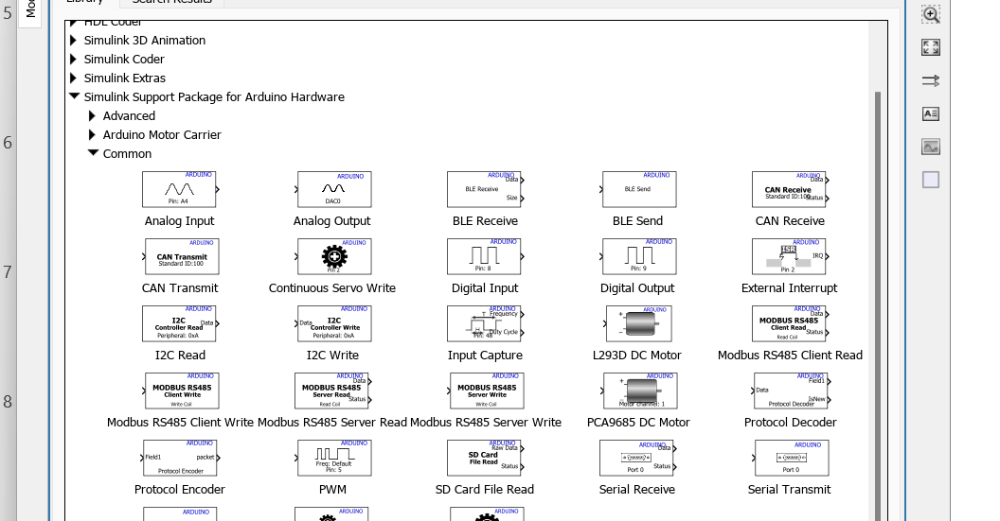 5
Mo
Library
Search Results
HDL Coder
Simulink 3D Animation
Simulink Coder
Simulink Extras
Simulink Support Package for Arduino Hardware
Advanced
6
Arduino Motor Carrier
Common
ARDUINO ARDUINO ARDUINO ARDUINO ARDUINO
Pin: A4
DAC0
BLE Receive Data Size
BLE Send
CAN Receive Data
Standard ID:100 Status
Analog Input Analog Output BLE Receive BLE Send CAN Receive
ARDUINO ARDUINO ARDUINO ARDUINO ARDUINO
CAN Transmit
Standard ID:100
Pin 2
Pin: 8
Pin: 9
ISR IRQ
Pin 2
7
CAN Transmit Continuous Servo Write Digital Input Digital Output External Interrupt
ARDUINO ARDUINO ARDUINO ARDUINO ARDUINO
I2C
Controller Read Data
Peripheral: 0xA
I2C
Data Controller Write
Peripheral: 0xA
T Frequency
Duty Cycle
Pin: 48
+
−
MODBUS RS485 Data
Client Read
Read Coil Status
I2C Read I2C Write Input Capture L293D DC Motor Modbus RS485 Client Read
ARDUINO ARDUINO ARDUINO ARDUINO ARDUINO
MODBUS RS485
Client Write
Write Coil
Data
MODBUS RS485
Server Read
Read Coil Status
MODBUS RS485
Server Write
Write Coil
+
−
Motor channel: 1
Field1
Data
IsNew
Protocol Decoder
8
Modbus RS485 Client Write Modbus RS485 Server Read Modbus RS485 Server Write PCA9685 DC Motor Protocol Decoder
ARDUINO ARDUINO ARDUINO ARDUINO ARDUINO
Field1 packet
Protocol Encoder
Freq: Default
Pin: 5
Raw Data
SD Card
File Read
Status
Data
Port 0 Status
Port 0
Protocol Encoder PWM SD Card File Read Serial Receive Serial Transmit
ARDUINO ARDUINO ARDUINO